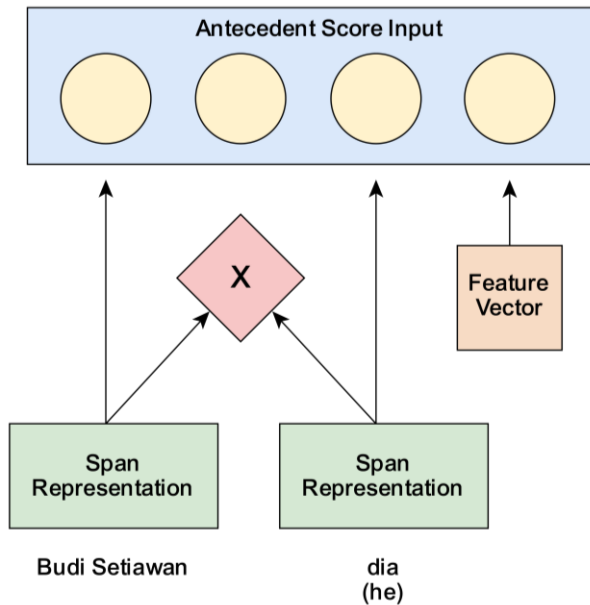 Antecedent Score Input
X
Feature
Vector
Span
Representation
Span
Representation
Budi Setiawan
dia
(he)